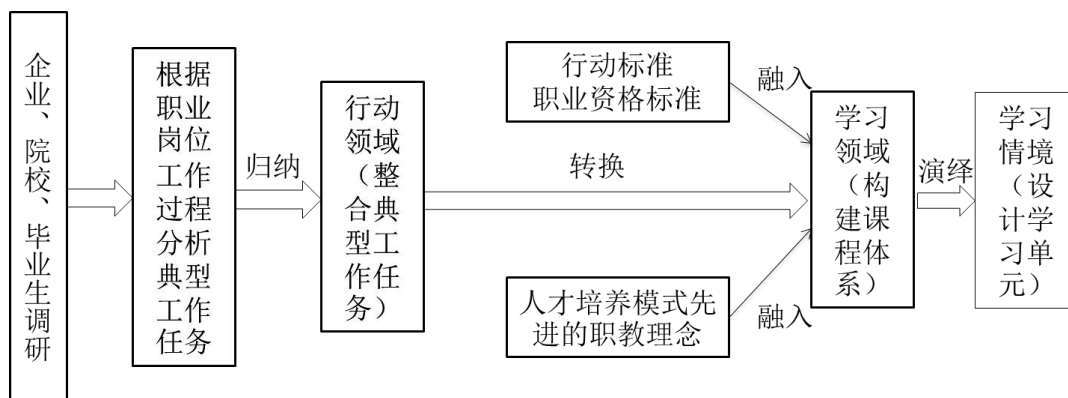 企业、院校、毕业生调研
根据
职业
岗位
工作
过程
分析
典型
工作
任务
归纳
行动
领域
（整
合典
型工
作任
务）
转换
行动标准
职业资格标准
融入
人才培养模式先
进的职教理念
融入
学习
领域
（构
建课
程体
系）
演绎
学习
情境
（设
计学
习单
元）